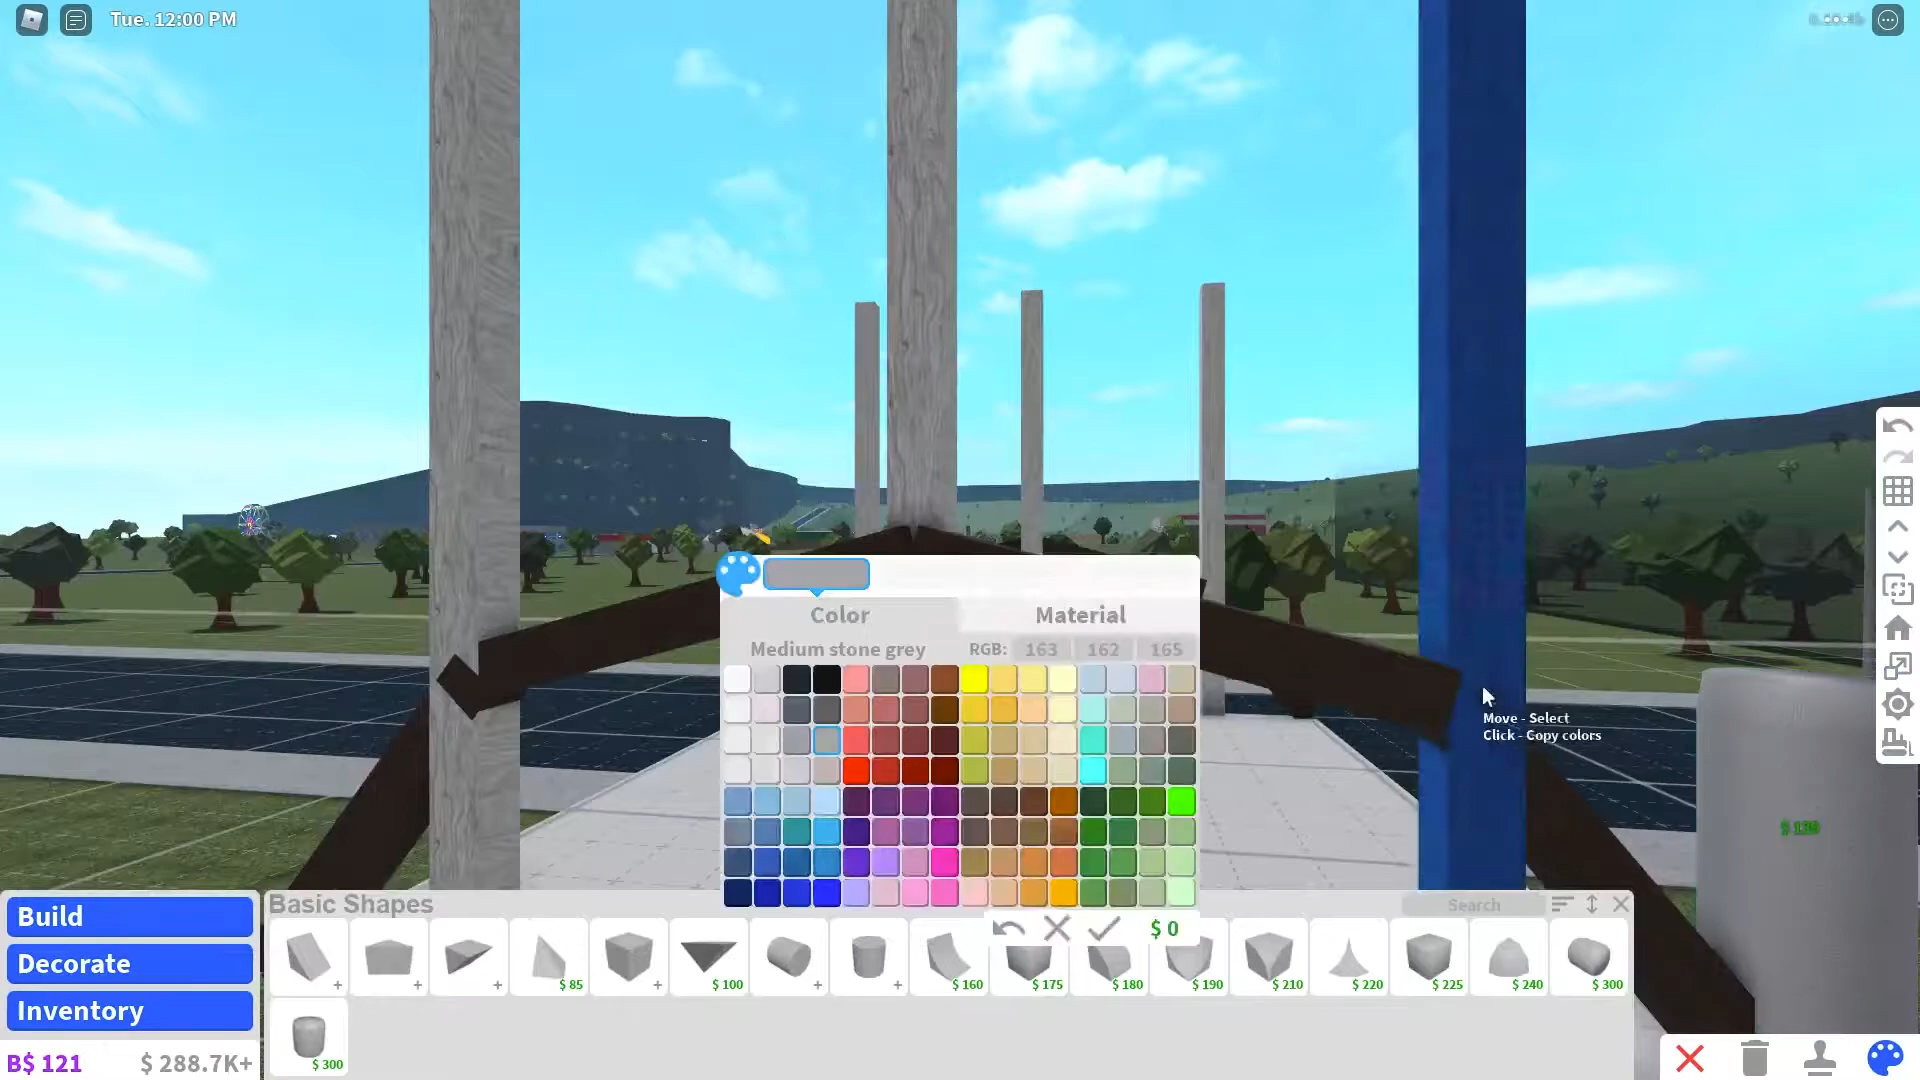 Tue. 12:00 PM
Color
Material
Medium stone grey
RGB: 163 162 165
Move - Select
Click - Copy colors
Build
Decorate
Inventory
B$ 121
$ 288.7K+
Basic Shapes
Search
$ 0
+ + + $ 85 + $ 100 + + $ 160 $ 175 $ 180 $ 190 $ 210 $ 220 $ 225 $ 240 $ 300
$ 300